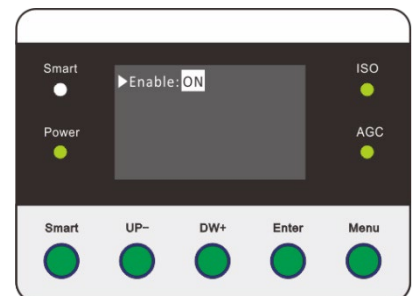 Smart
ISO
▶Enable:ON
Power
AGC
Smart UP− DW+ Enter Menu